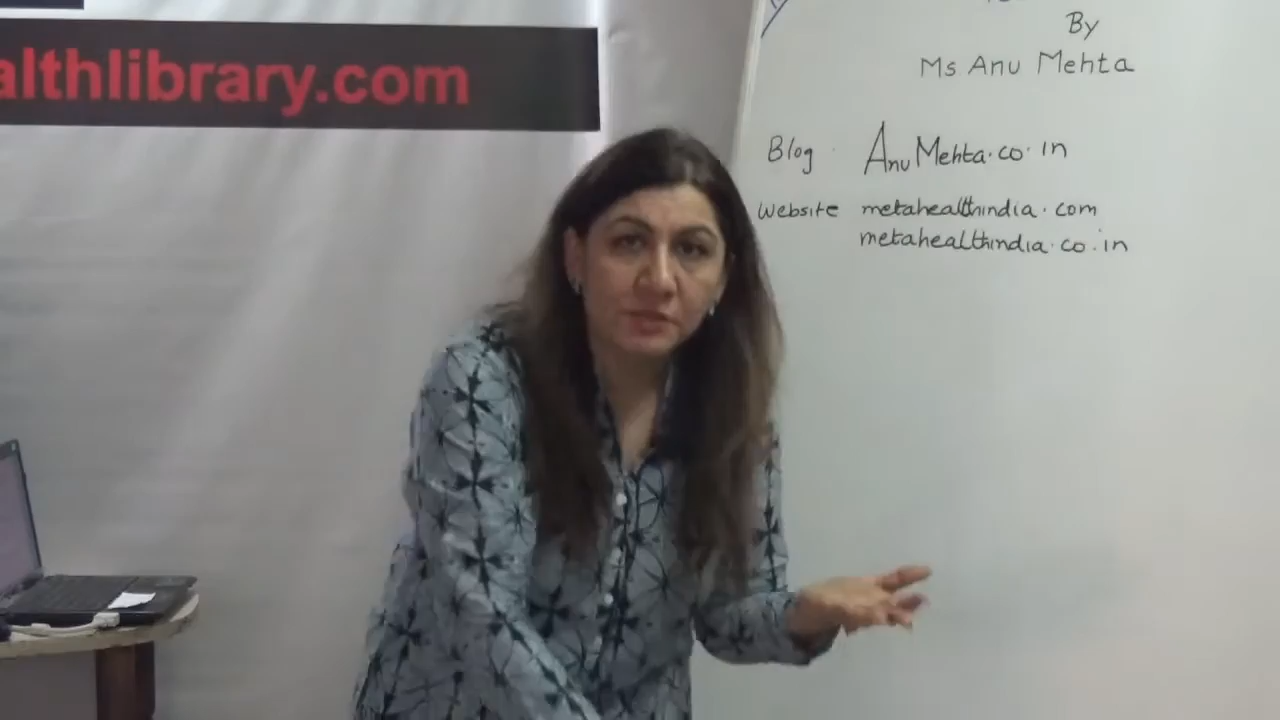 althlibrary.com
By
Ms Anu Mehta
Blog . AnuMehta.co.in
Website metahealthindia.com
metahealthindia.co.in